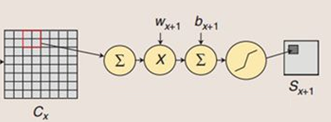 w_{x+1} b_{x+1}
Σ X Σ
C_x S_{x+1}